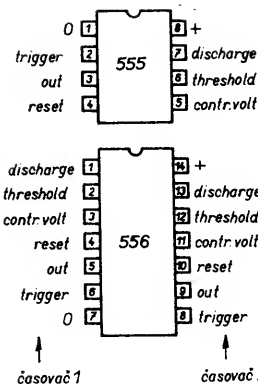 0 1 8 +
trigger 2 555 7 discharge
out 3 6 threshold
reset 4 5 contr.volt
discharge 1 14 +
threshold 2 13 discharge
contr.volt 3 12 threshold
reset 4 556 11 contr.volt
out 5 10 reset
trigger 6 9 out
0 7 8 trigger
časovač 1 časovač